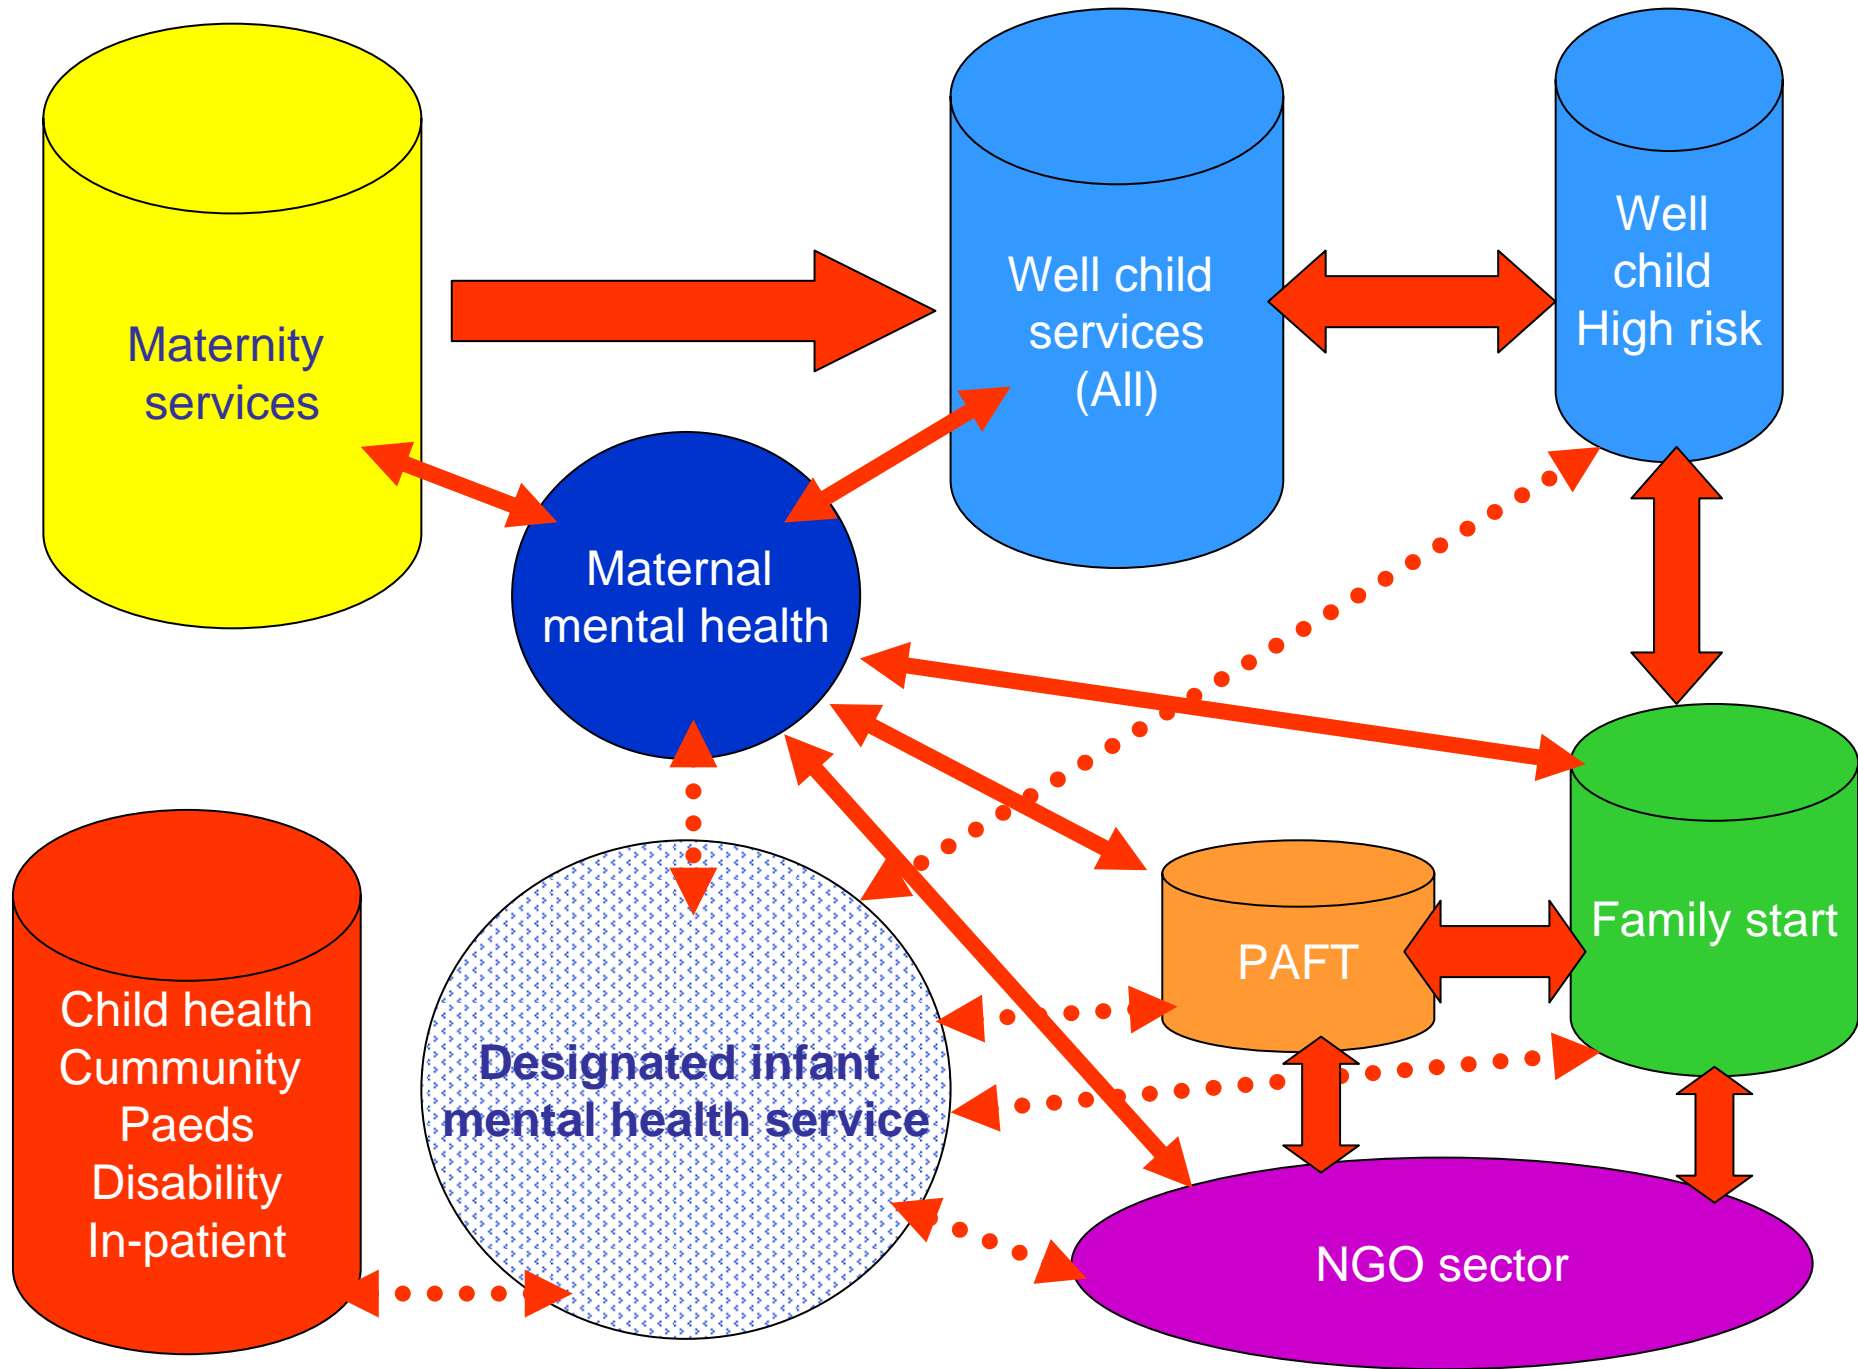 Maternity
services
Well child
services
(All)
Well
child
High risk
Maternal
mental health
Child health
Cummunity
Paeds
Disability
In-patient
Designated infant
mental health service
PAFT
Family start
NGO sector